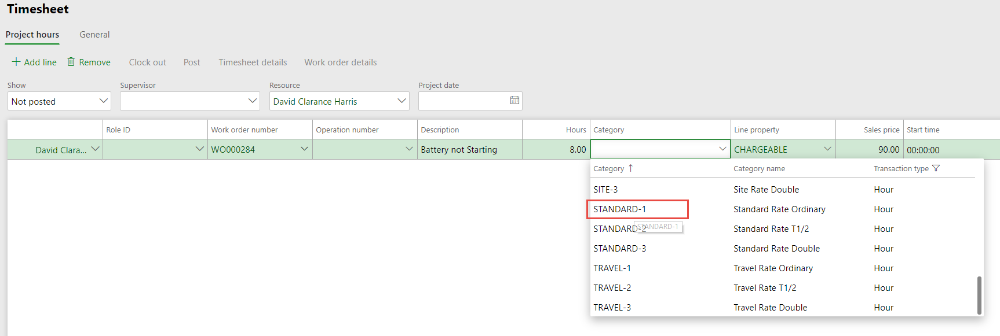 Timesheet
Project hours General
Add line Remove Clock out Post Timesheet details Work order details
Show Supervisor Resource Project date
Not posted David Clarance Harris
Role ID Work order number Operation number Description Hours Category Line property Sales price Start time
David Clara... WO000284 Battery not Starting 8.00 CHARGEABLE 90.00 00:00:00
Category Category name Transaction type
SITE-3 Site Rate Double Hour
STANDARD-1 Standard Rate Ordinary Hour
STANDARD-1
STANDARD-2 Standard Rate T1/2 Hour
STANDARD-3 Standard Rate Double Hour
TRAVEL-1 Travel Rate Ordinary Hour
TRAVEL-2 Travel Rate T1/2 Hour
TRAVEL-3 Travel Rate Double Hour